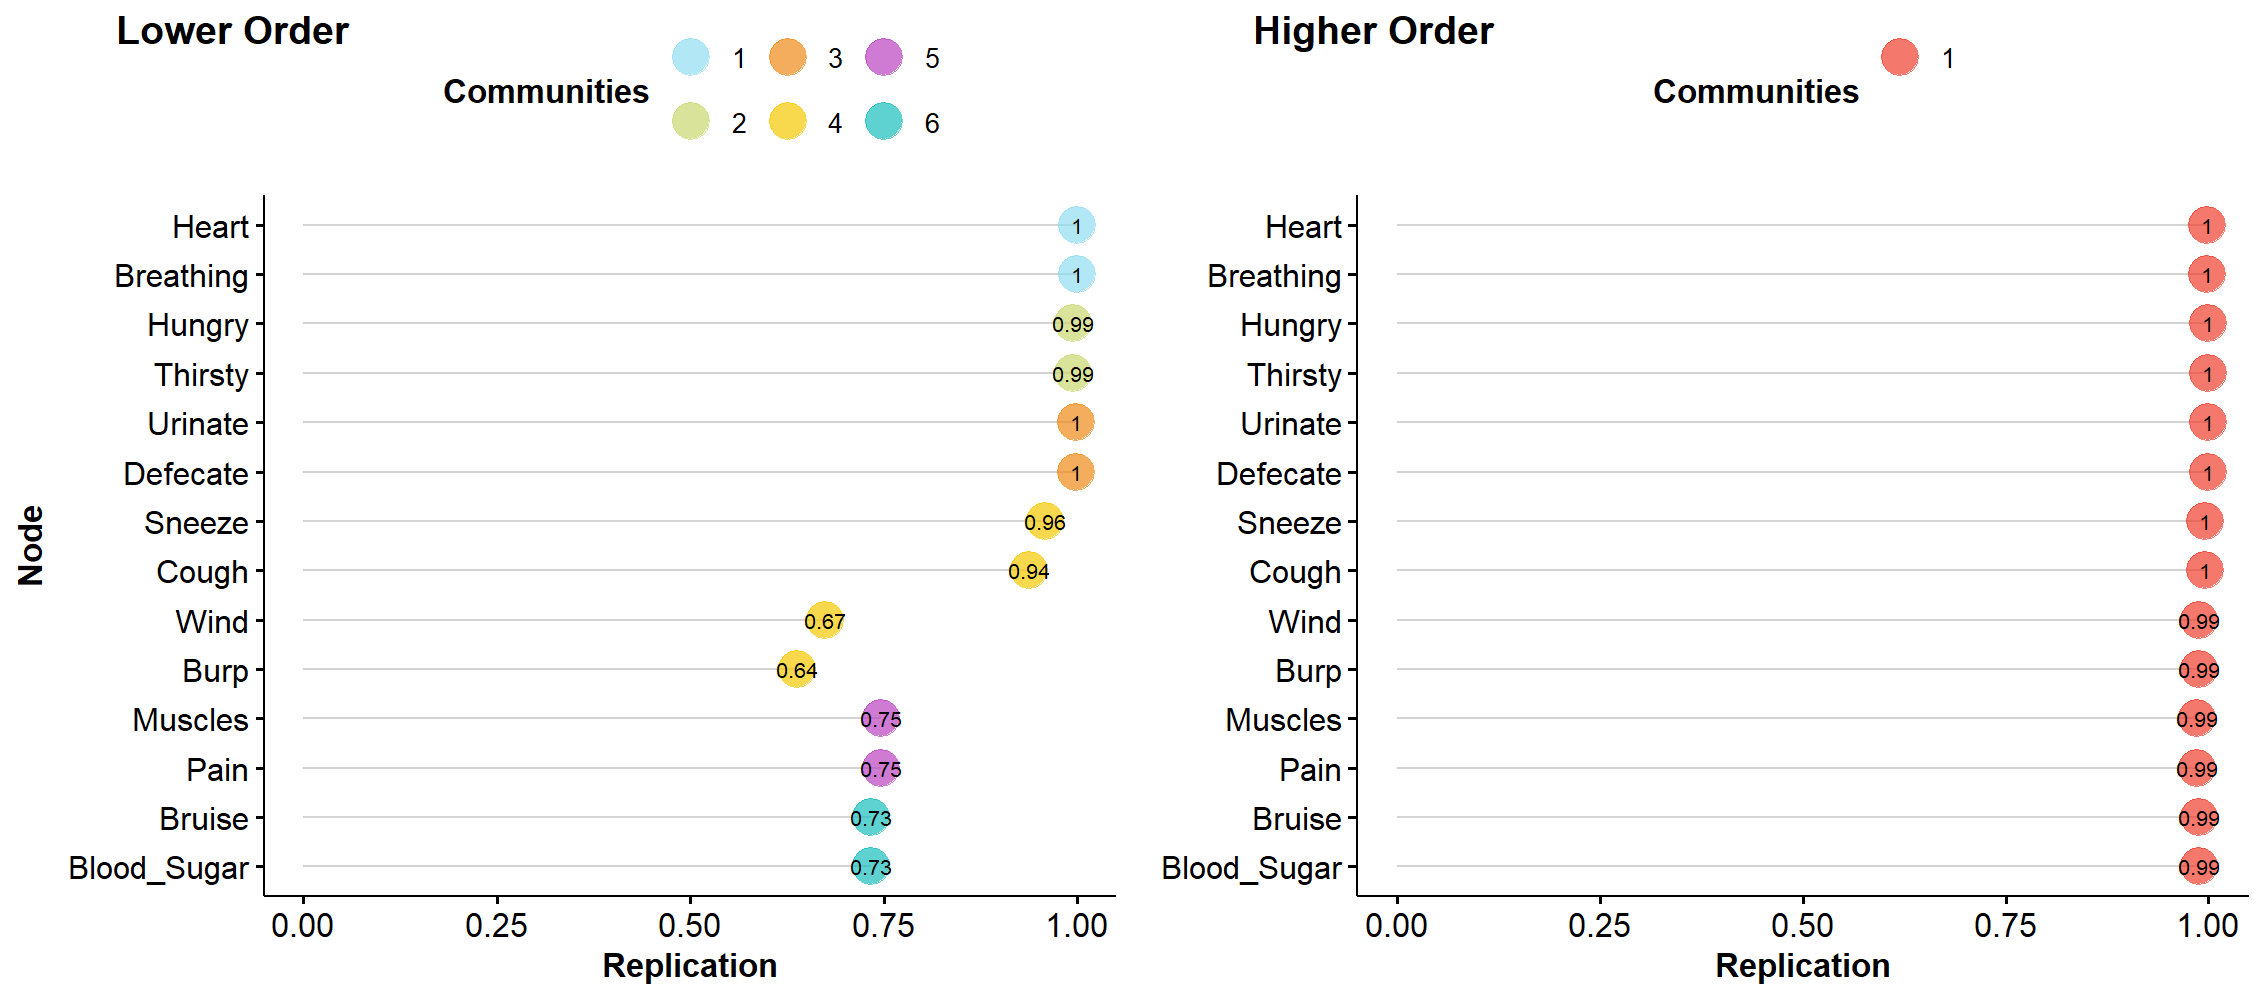 Lower Order
Communities
1 3 5
2 4 6
Node
Heart 1
Breathing 1
Hungry 0.99
Thirsty 0.99
Urinate 1
Defecate 1
Sneeze 0.96
Cough 0.94
Wind 0.67
Burp 0.64
Muscles 0.75
Pain 0.75
Bruise 0.73
Blood_Sugar 0.73
0.00 0.25 0.50 0.75 1.00
Replication
Higher Order
Communities
1
Heart 1
Breathing 1
Hungry 1
Thirsty 1
Urinate 1
Defecate 1
Sneeze 1
Cough 1
Wind 0.99
Burp 0.99
Muscles 0.99
Pain 0.99
Bruise 0.99
Blood_Sugar 0.99
0.00 0.25 0.50 0.75 1.00
Replication